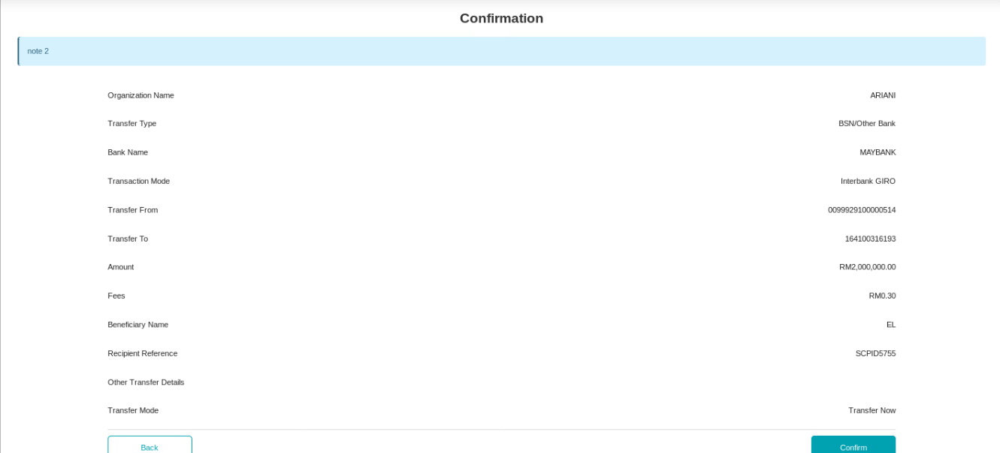 Confirmation
note 2
Organization Name ARIANI
Transfer Type BSN/Other Bank
Bank Name MAYBANK
Transaction Mode Interbank GIRO
Transfer From 0099929100000514
Transfer To 164100316193
Amount RM2,000,000.00
Fees RM0.30
Beneficiary Name EL
Recipient Reference SCPID5755
Other Transfer Details
Transfer Mode Transfer Now
Back Confirm